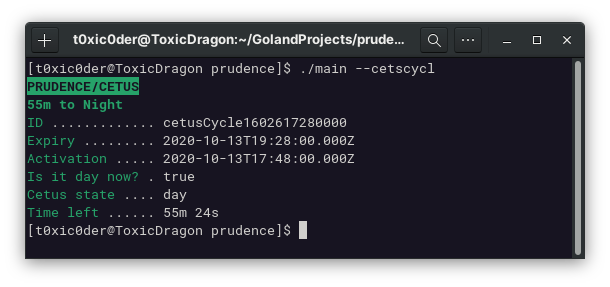 t0xic0der@ToxicDragon:~/GolandProjects/prude...
[t0xic0der@ToxicDragon prudence]$ ./main --cetscycl
PRUDENCE/CETUS
55m to Night
ID ............. cetusCycle1602617280000
Expiry ......... 2020-10-13T19:28:00.000Z
Activation ..... 2020-10-13T17:48:00.000Z
Is it day now? . true
Cetus state .... day
Time left ...... 55m 24s
[t0xic0der@ToxicDragon prudence]$